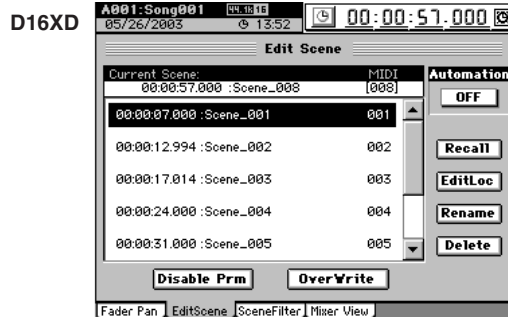 D16XD
A001:Song001 44.1k 16 00:00:57.000
05/26/2003 13:52
Edit Scene
Current Scene: MIDI Automation
00:00:57.000 :Scene_008 [008] OFF
00:00:07.000 :Scene_001 001
00:00:12.994 :Scene_002 002 Recall
00:00:17.014 :Scene_003 003 EditLoc
00:00:24.000 :Scene_004 004 Rename
00:00:31.000 :Scene_005 005 Delete
Disable Prm OverWrite
Fader Pan EditScene SceneFilter Mixer View